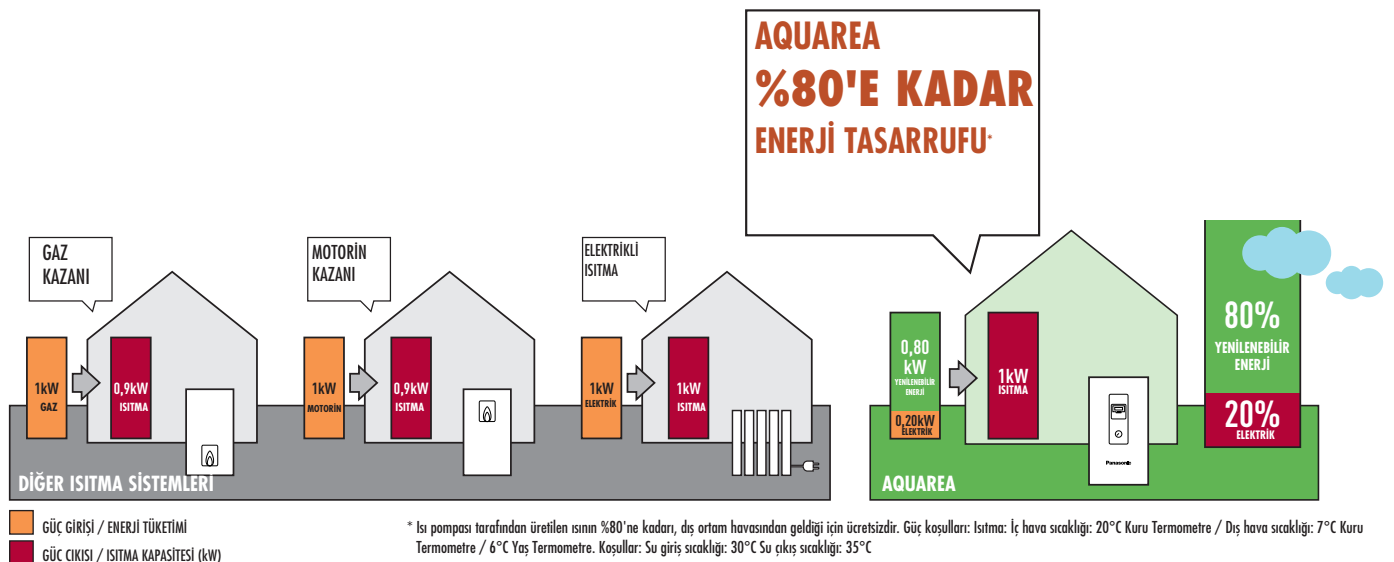 AQUAREA
%80'E KADAR
ENERJİ TASARRUFU*
GAZ
KAZANI
MOTORİN
KAZANI
ELEKTRİKLİ
ISITMA
1kW
GAZ
0,9kW
ISITMA
1kW
MOTORİN
0,9kW
ISITMA
1kW
ELEKTRİK
1kW
ISITMA
0,80
kW
YENİLENEBİLİR
ENERJİ
0,20kW
ELEKTRİK
1kW
ISITMA
Panasonic
80%
YENİLENEBİLİR
ENERJİ
20%
ELEKTRİK
DİĞER ISITMA SİSTEMLERİ
AQUAREA
GÜÇ GİRİŞİ / ENERJİ TÜKETİMİ
GÜÇ CIKISI / ISITMA KAPASİTESİ (kW)
* Isı pompası tarafından üretilen ısının %80'ne kadarı, dış ortam havasından geldiği için ücretsizdir. Güç koşulları: Isıtma: İç hava sıcaklığı: 20°C Kuru Termometre / Dış hava sıcaklığı: 7°C Kuru
Termometre / 6°C Yaş Termometre. Koşullar: Su giriş sıcaklığı: 30°C Su çıkış sıcaklığı: 35°C